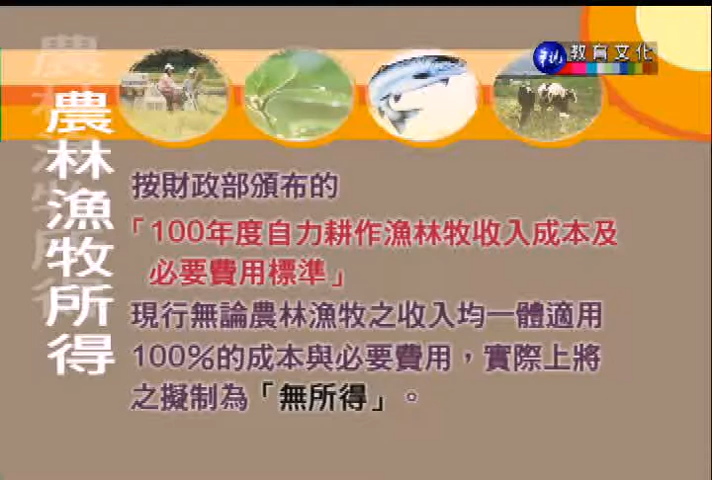 華視 教育文化
農林漁牧所得
按財政部頒布的
「100年度自力耕作漁林牧收入成本及
必要費用標準」
現行無論農林漁牧之收入均一體適用
100%的成本與必要費用，實際上將
之擬制為「無所得」。